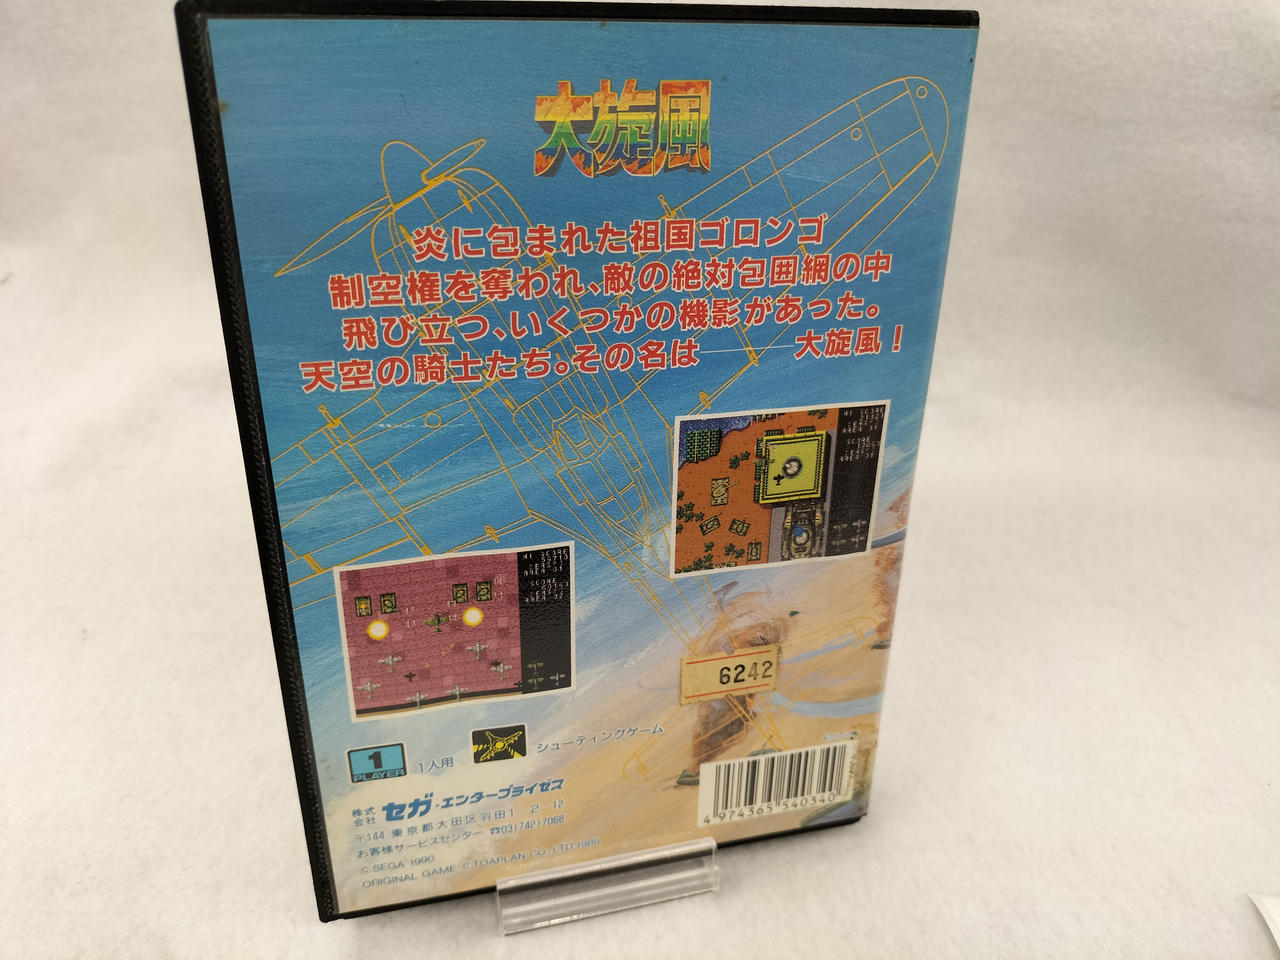 大旋風
炎に包まれた祖国ゴロンゴ
制空権を奪われ、敵の絶対包囲網の中
飛び立つ、いくつかの機影があった。
天空の騎士たち。その名は――大旋風！
6242
1
PLAYER
1人用
シューティングゲーム
株式会社 セガ・エンタープライゼス
〒144 東京都大田区羽田1 2-12
お客様サービスセンター ☎03(742)7068
© SEGA 1990
ORIGINAL GAME © TOAPLAN CO., LTD 1989
4 974365 540340